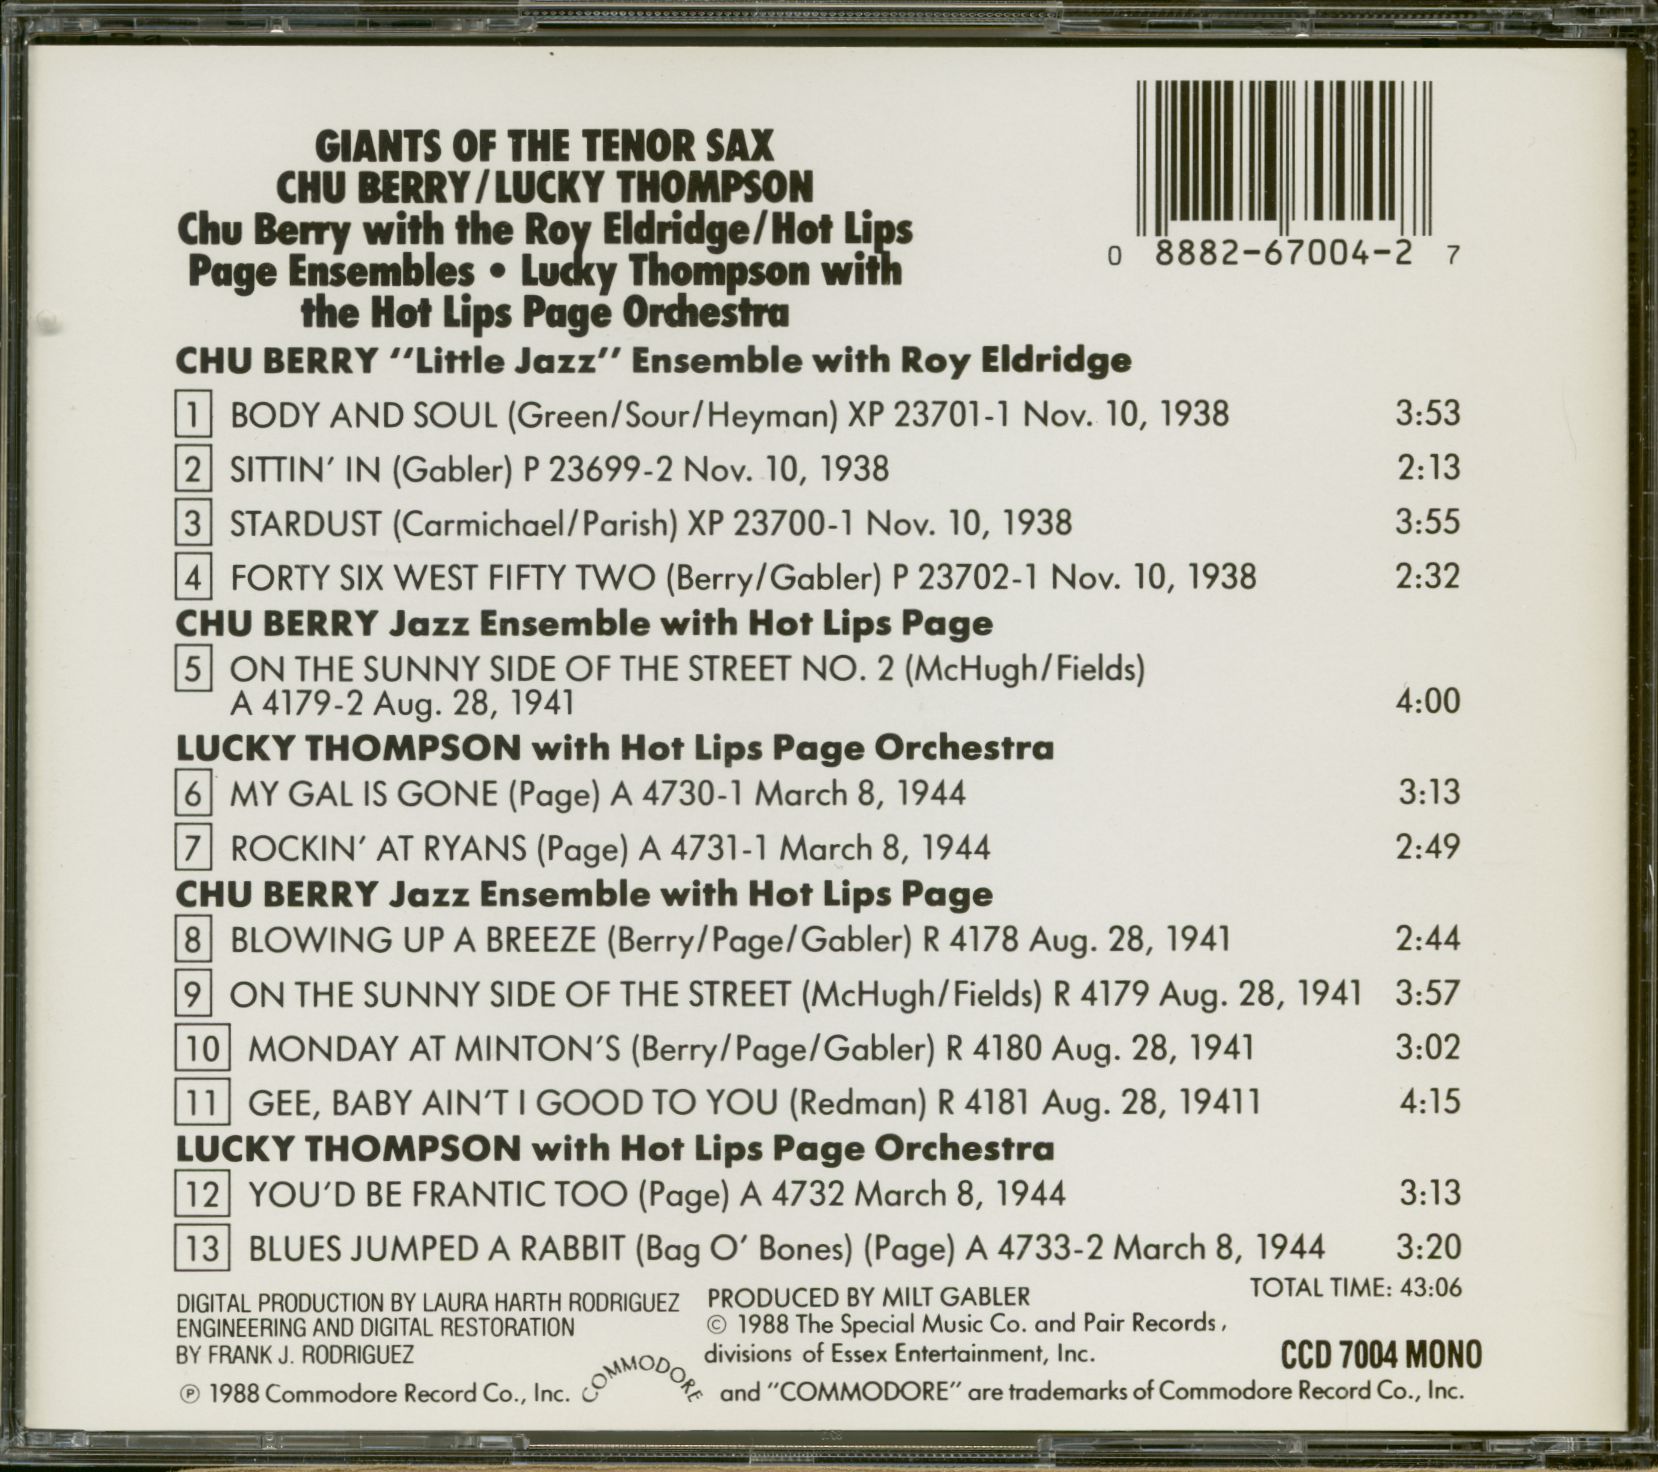 GIANTS OF THE TENOR SAX
CHU BERRY/LUCKY THOMPSON
Chu Berry with the Roy Eldridge/Hot Lips
Page Ensembles • Lucky Thompson with
the Hot Lips Page Orchestra
0 8882-67004-2 7
CHU BERRY "Little Jazz" Ensemble with Roy Eldridge
1 BODY AND SOUL (Green/Sour/Heyman) XP 23701-1 Nov. 10, 1938 3:53
2 SITTIN' IN (Gabler) P 23699-2 Nov. 10, 1938 2:13
3 STARDUST (Carmichael/Parish) XP 23700-1 Nov. 10, 1938 3:55
4 FORTY SIX WEST FIFTY TWO (Berry/Gabler) P 23702-1 Nov. 10, 1938 2:32
CHU BERRY Jazz Ensemble with Hot Lips Page
5 ON THE SUNNY SIDE OF THE STREET NO. 2 (McHugh/Fields)
A 4179-2 Aug. 28, 1941 4:00
LUCKY THOMPSON with Hot Lips Page Orchestra
6 MY GAL IS GONE (Page) A 4730-1 March 8, 1944 3:13
7 ROCKIN' AT RYANS (Page) A 4731-1 March 8, 1944 2:49
CHU BERRY Jazz Ensemble with Hot Lips Page
8 BLOWING UP A BREEZE (Berry/Page/Gabler) R 4178 Aug. 28, 1941 2:44
9 ON THE SUNNY SIDE OF THE STREET (McHugh/Fields) R 4179 Aug. 28, 1941 3:57
10 MONDAY AT MINTON'S (Berry/Page/Gabler) R 4180 Aug. 28, 1941 3:02
11 GEE, BABY AIN'T I GOOD TO YOU (Redman) R 4181 Aug. 28, 19411 4:15
LUCKY THOMPSON with Hot Lips Page Orchestra
12 YOU'D BE FRANTIC TOO (Page) A 4732 March 8, 1944 3:13
13 BLUES JUMPED A RABBIT (Bag O' Bones) (Page) A 4733-2 March 8, 1944 3:20
TOTAL TIME: 43:06
DIGITAL PRODUCTION BY LAURA HARTH RODRIGUEZ
ENGINEERING AND DIGITAL RESTORATION
BY FRANK J. RODRIGUEZ
℗ 1988 Commodore Record Co., Inc.
PRODUCED BY MILT GABLER
© 1988 The Special Music Co. and Pair Records,
divisions of Essex Entertainment, Inc.
CCD 7004 MONO
COMMODORE and "COMMODORE" are trademarks of Commodore Record Co., Inc.